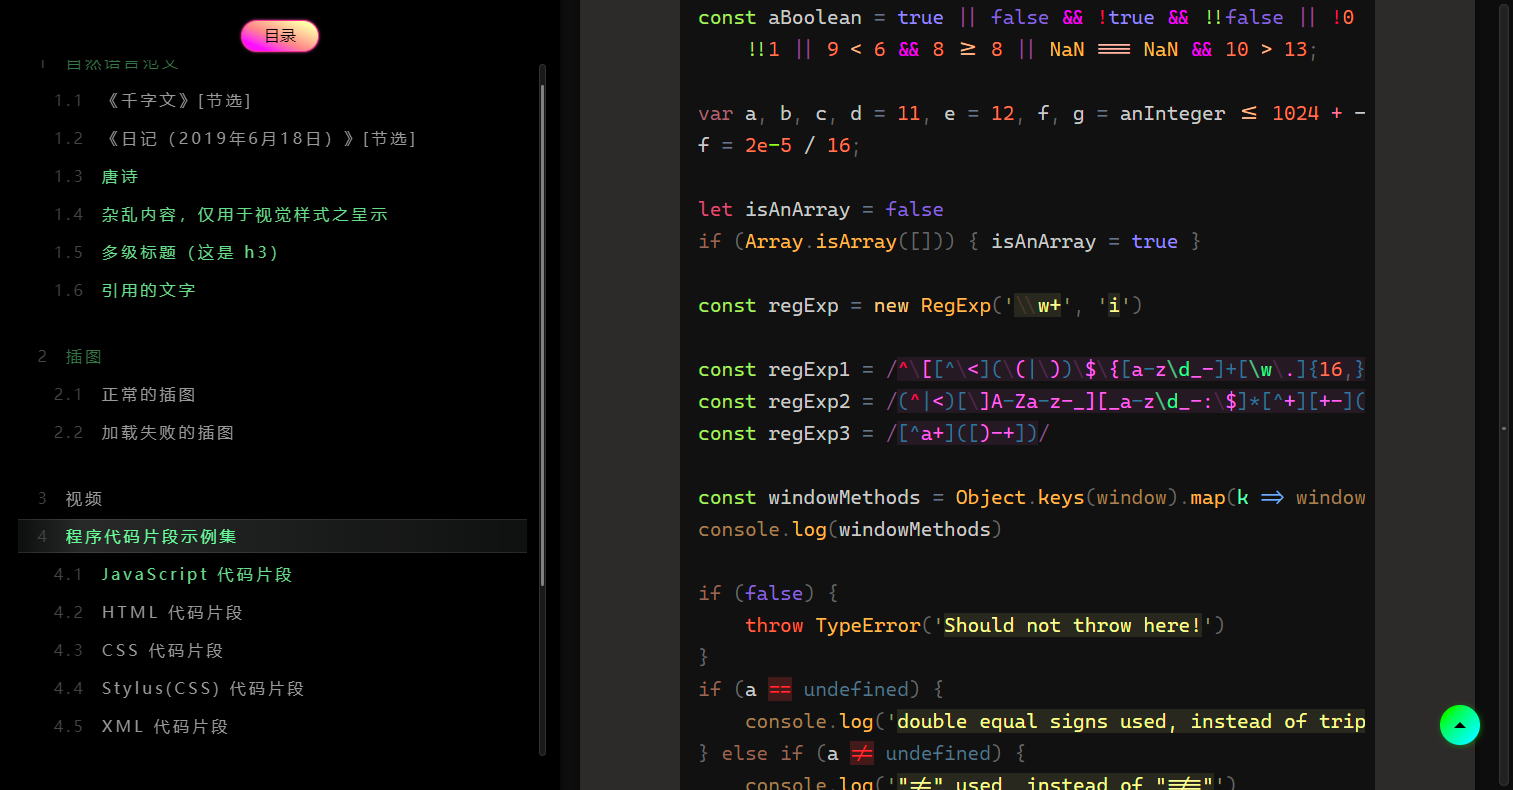 目录
1 自然语言范文
1.1 《千字文》[节选]
1.2 《日记（2019年6月18日）》[节选]
1.3 唐诗
1.4 杂乱内容，仅用于视觉样式之呈示
1.5 多级标题（这是 h3）
1.6 引用的文字
2 插图
2.1 正常的插图
2.2 加载失败的插图
3 视频
4 程序代码片段示例集
4.1 JavaScript 代码片段
4.2 HTML 代码片段
4.3 CSS 代码片段
4.4 Stylus(CSS) 代码片段
4.5 XML 代码片段
const aBoolean = true || false && !true && !!false || !0
!!1 || 9 < 6 && 8 ≥ 8 || NaN === NaN && 10 > 13;
var a, b, c, d = 11, e = 12, f, g = anInteger ≤ 1024 + -
f = 2e-5 / 16;
let isAnArray = false
if (Array.isArray([])) { isAnArray = true }
const regExp = new RegExp('\\w+', 'i')
const regExp1 = /^\[[^\<](\(|\))\$\{[a-z\d_-]+[\w\.]{16,}
const regExp2 = /(^|<)[\]A-Za-z-_][_a-z\d_-:\$]*[^+][+-](
const regExp3 = /[^a+]([)-+])/
const windowMethods = Object.keys(window).map(k => window
console.log(windowMethods)
if (false) {
throw TypeError('Should not throw here!')
}
if (a == undefined) {
console.log('double equal signs used, instead of trip
} else if (a ≠ undefined) {
console.log('"≠" used, instead of "≢"')